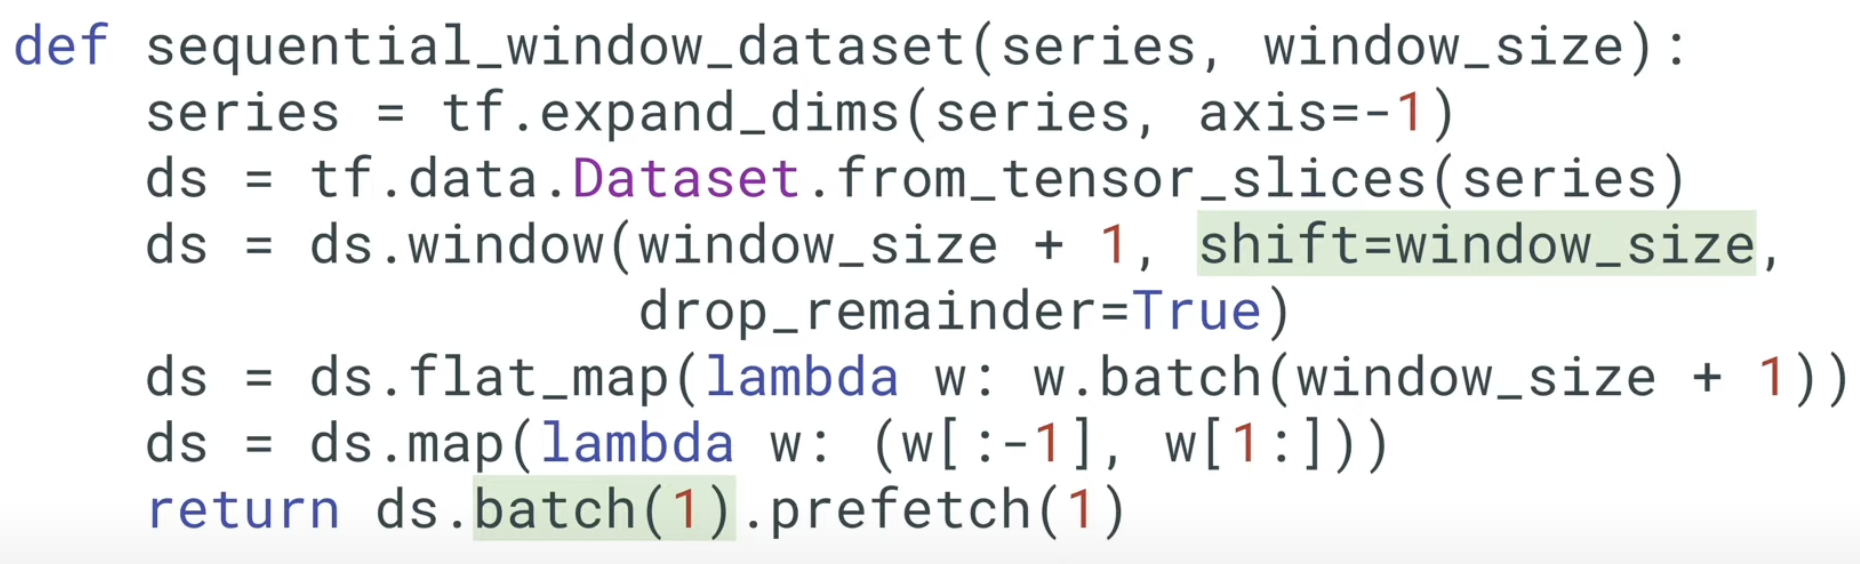 def sequential_window_dataset(series, window_size):
    series = tf.expand_dims(series, axis=-1)
    ds = tf.data.Dataset.from_tensor_slices(series)
    ds = ds.window(window_size + 1, shift=window_size,
                   drop_remainder=True)
    ds = ds.flat_map(lambda w: w.batch(window_size + 1))
    ds = ds.map(lambda w: (w[:-1], w[1:]))
    return ds.batch(1).prefetch(1)